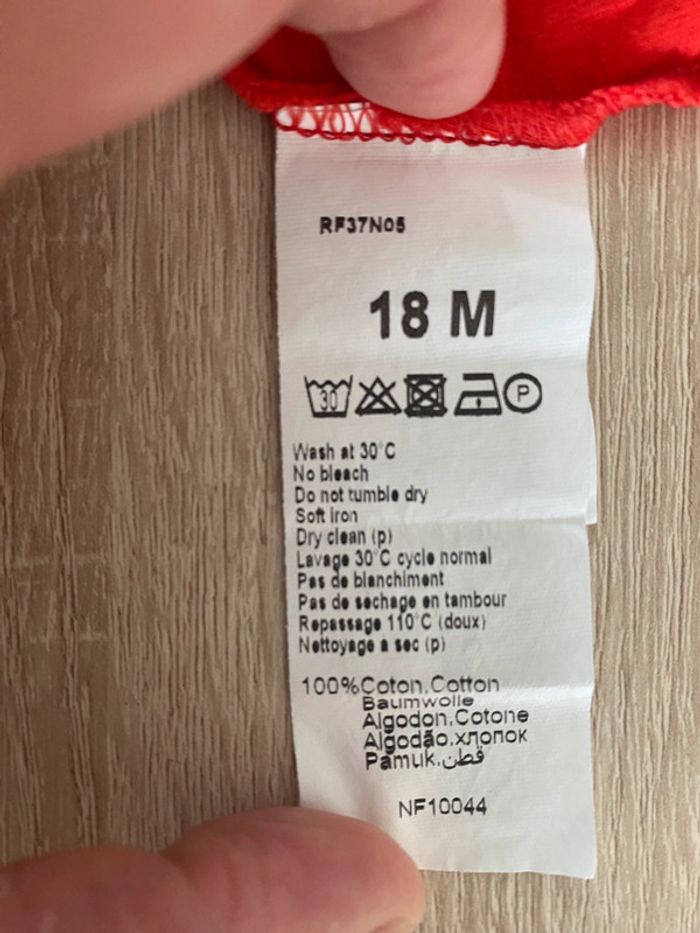 RF37N05
18 M
30 P
Wash at 30°C
No bleach
Do not tumble dry
Soft iron
Dry clean (p)
Lavage 30°C cycle normal
Pas de blanchiment
Pas de sechage en tambour
Repassage 110°C (doux)
Nettoyage a sec (p)
100%Coton.Cotton
Baumwolle
Algodon.Cotone
Algodão.хлопок
Pamuk.قطن
NF10044